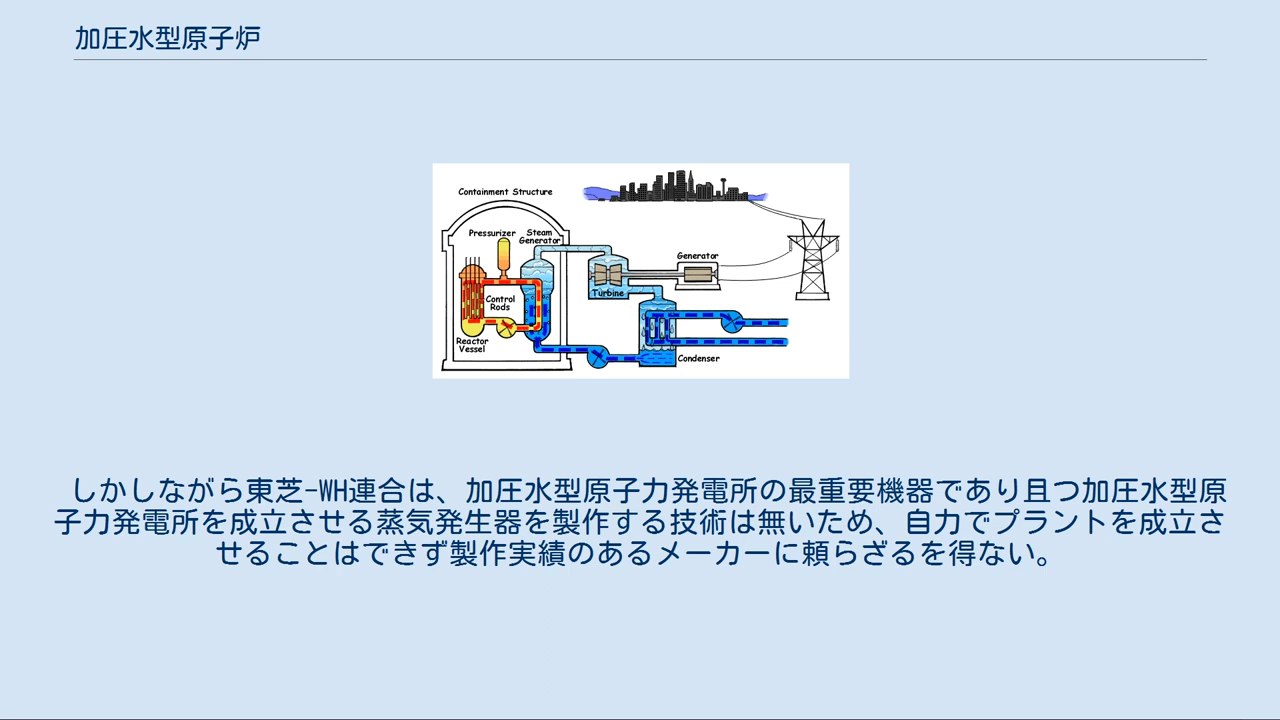 加圧水型原子炉
Containment Structure
Pressurizer
Steam
Generator
Generator
Turbine
Control
Rods
Reactor
Vessel
Condenser
しかしながら東芝-WH連合は、加圧水型原子力発電所の最重要機器であり且つ加圧水型原
子力発電所を成立させる蒸気発生器を製作する技術は無いため、自力でプラントを成立さ
せることはできず製作実績のあるメーカーに頼らざるを得ない。